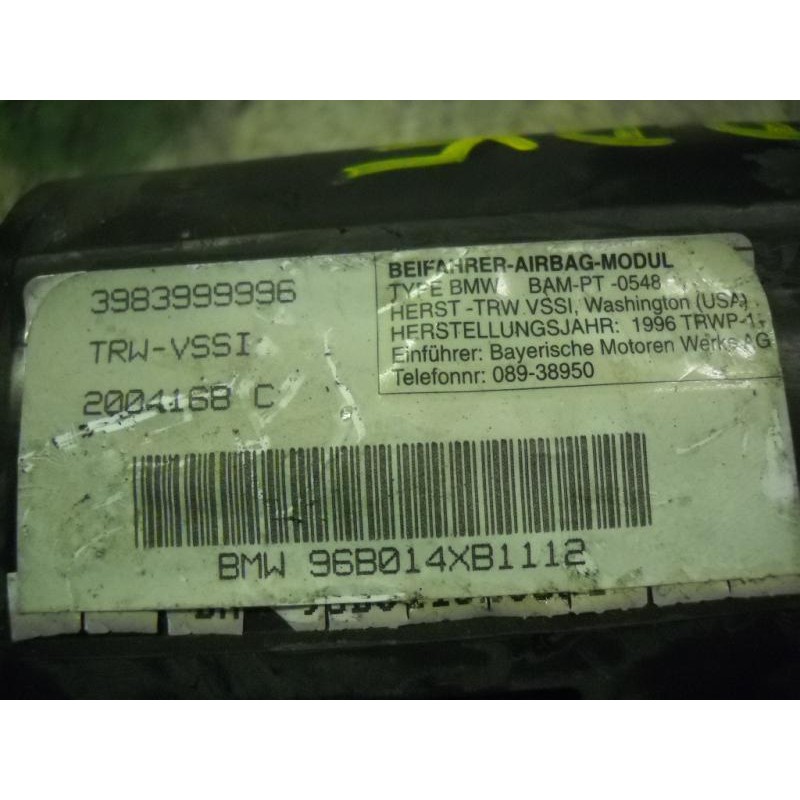 3983999996
TRW-VSSI
2004168 C
BEIFAHRER-AIRBAG-MODUL
TYPE BMW BAM-PT -0548
HERST -TRW VSSI, Washington (USA)
HERSTELLUNGSJAHR: 1996 TRWP-1-
Einführer: Bayerische Motoren Werke AG
Telefonnr: 089-38950
BMW 96B014XB1112